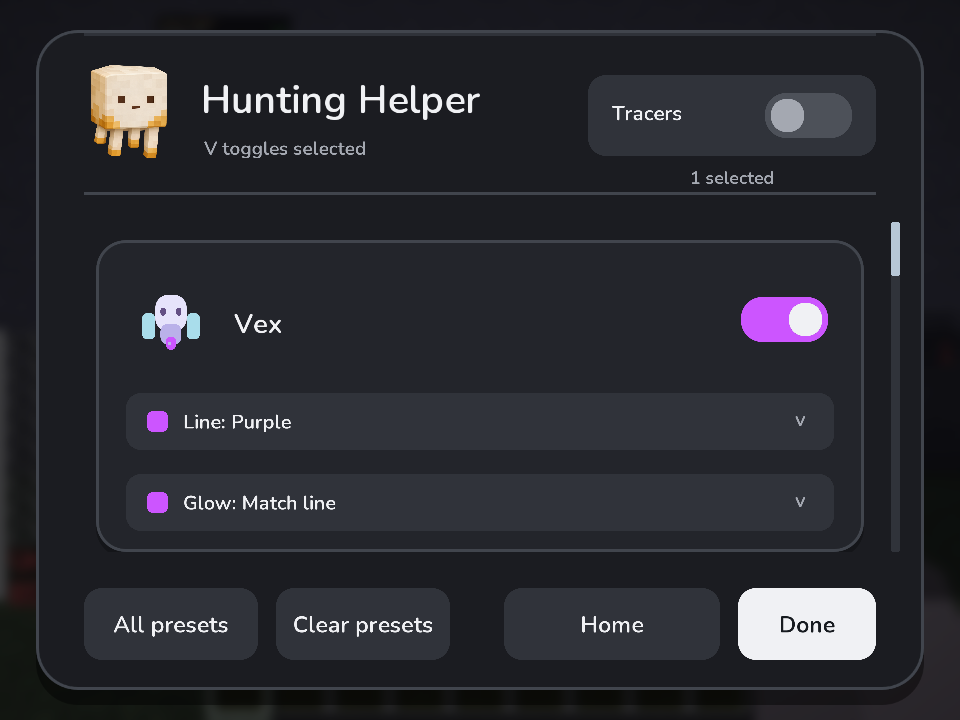 Hunting Helper
V toggles selected
Tracers
1 selected
Vex
Line: Purple
v
Glow: Match line
v
All presets
Clear presets
Home
Done